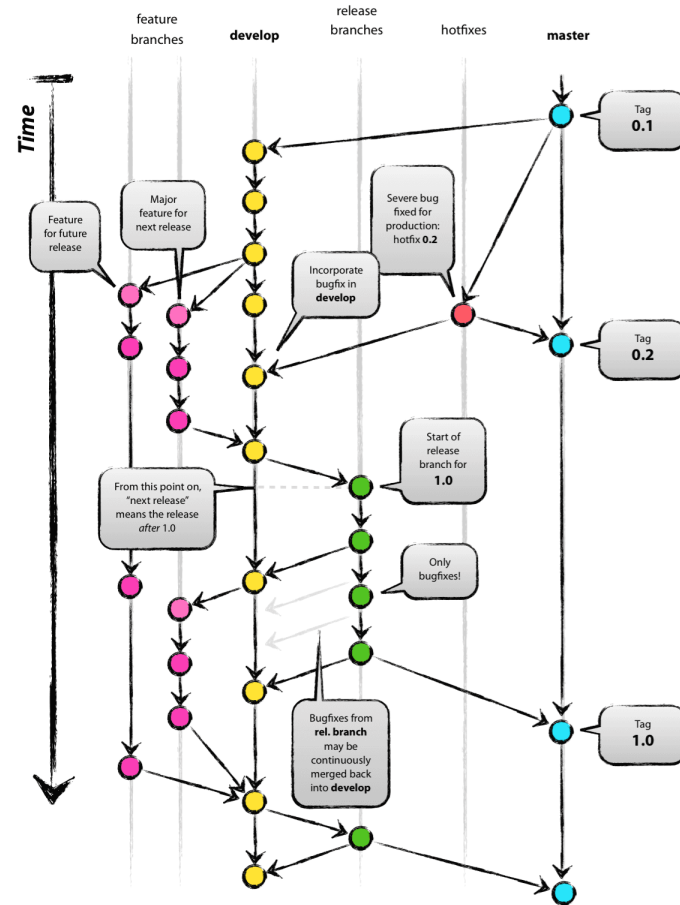 feature
branches
develop
release
branches
hotfixes
master
Time
Tag
0.1
Feature
for future
release
Major
feature for
next release
Severe bug
fixed for
production:
hotfix 0.2
Incorporate
bugfix in
develop
Tag
0.2
Start of
release
branch for
1.0
From this point on,
“next release”
means the release
after 1.0
Only
bugfixes!
Bugfixes from
rel. branch
may be
continuously
merged back
into develop
Tag
1.0